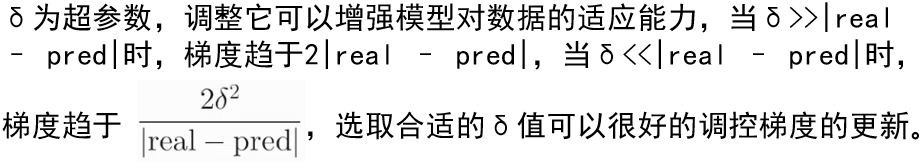 δ为超参数，调整它可以增强模型对数据的适应能力，当δ>>|real
- pred|时，梯度趋于2|real - pred|，当δ<<|real - pred|时，
梯度趋于 \frac{2\delta^2}{|\text{real} - \text{pred}|}，选取合适的δ值可以很好的调控梯度的更新。